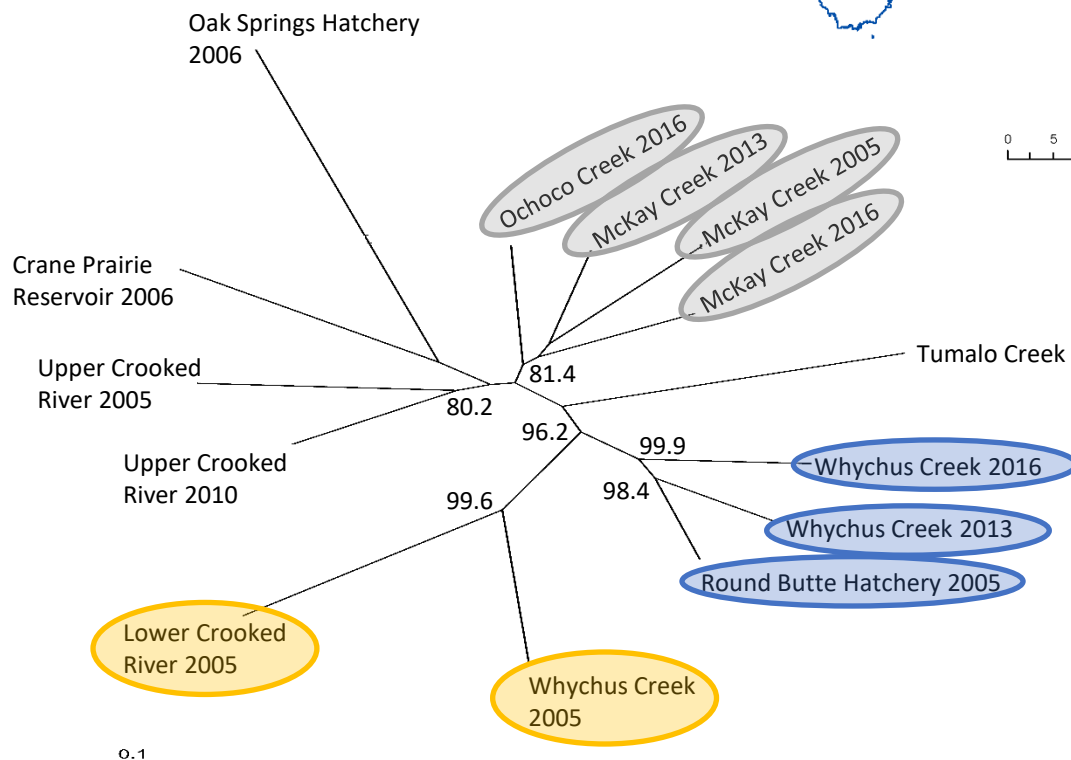 Oak Springs Hatchery
2006
Ochoco Creek 2016
McKay Creek 2013
McKay Creek 2005
McKay Creek 2016
0 5
Crane Prairie
Reservoir 2006
Upper Crooked
River 2005
81.4
Tumalo Creek
80.2
96.2
99.9
Whychus Creek 2016
Upper Crooked
River 2010
98.4
99.6
Whychus Creek 2013
Round Butte Hatchery 2005
Lower Crooked
River 2005
Whychus Creek
2005